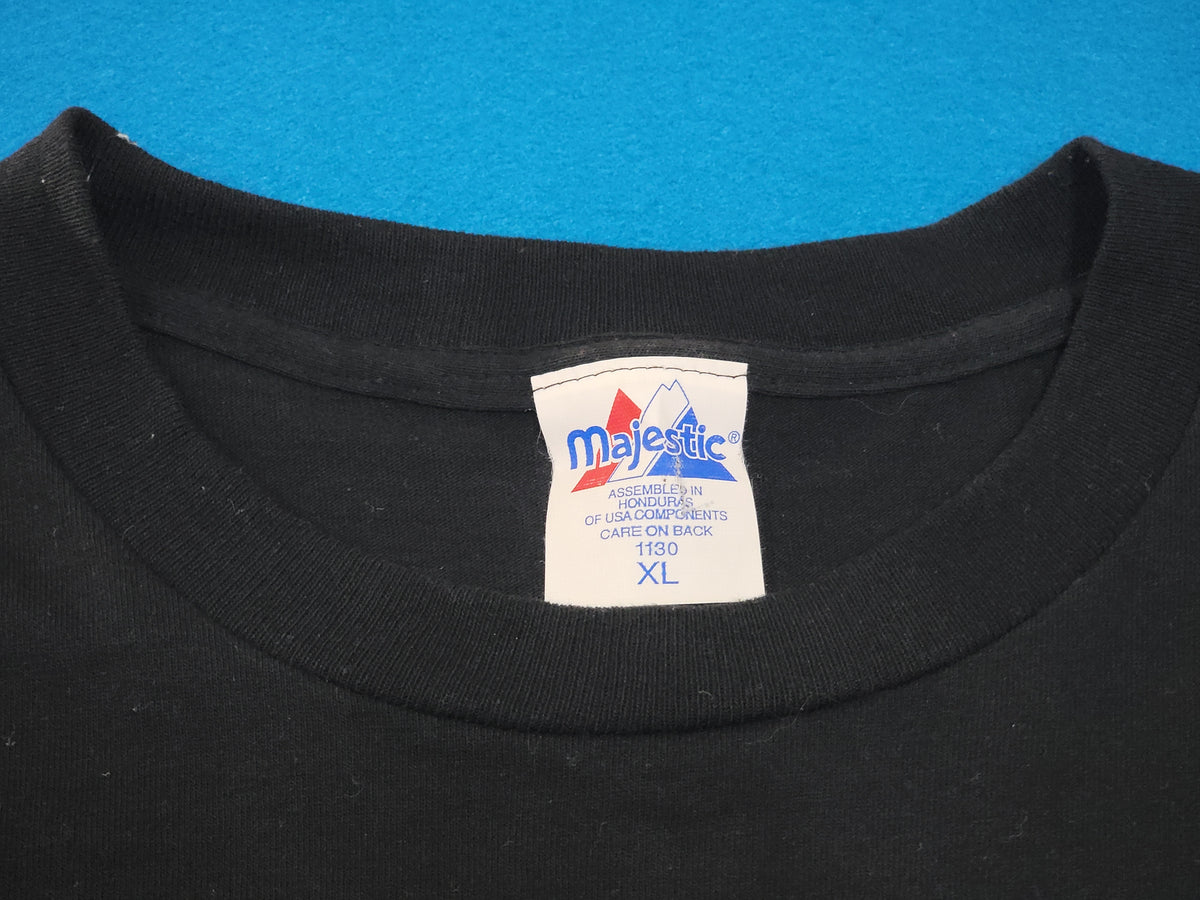 majestic®
ASSEMBLED IN
HONDURAS
OF USA COMPONENTS
CARE ON BACK
1130
XL